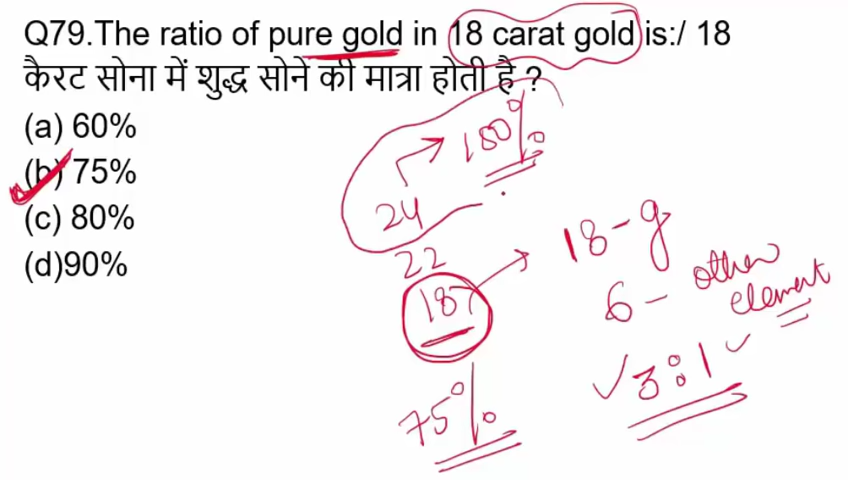 Q79.The ratio of pure gold in 18 carat gold is:/ 18
कैरट सोना में शुद्ध सोने की मात्रा होती है ?
(a) 60%
(b) 75%
(c) 80%
(d)90%
100%
24
22
18
75%
18 - g
6 - other
element
3:1